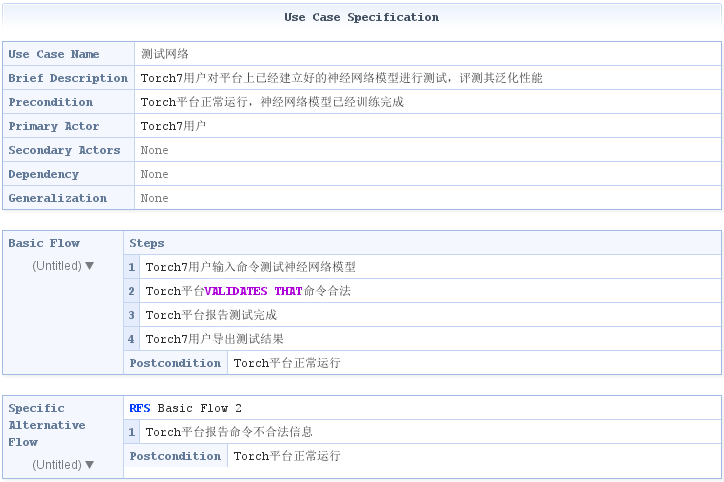 Use Case Specification
Use Case Name 测试网络
Brief Description Torch7用户对平台上已经建立好的神经网络模型进行测试，评测其泛化性能
Precondition Torch平台正常运行，神经网络模型已经训练完成
Primary Actor Torch7用户
Secondary Actors None
Dependency None
Generalization None
Basic Flow Steps
(Untitled) ▼
1 Torch7用户输入命令测试神经网络模型
2 Torch平台VALIDATES THAT命令合法
3 Torch平台报告测试完成
4 Torch7用户导出测试结果
Postcondition Torch平台正常运行
Specific
Alternative
Flow
(Untitled) ▼
RFS Basic Flow 2
1 Torch平台报告命令不合法信息
Postcondition Torch平台正常运行